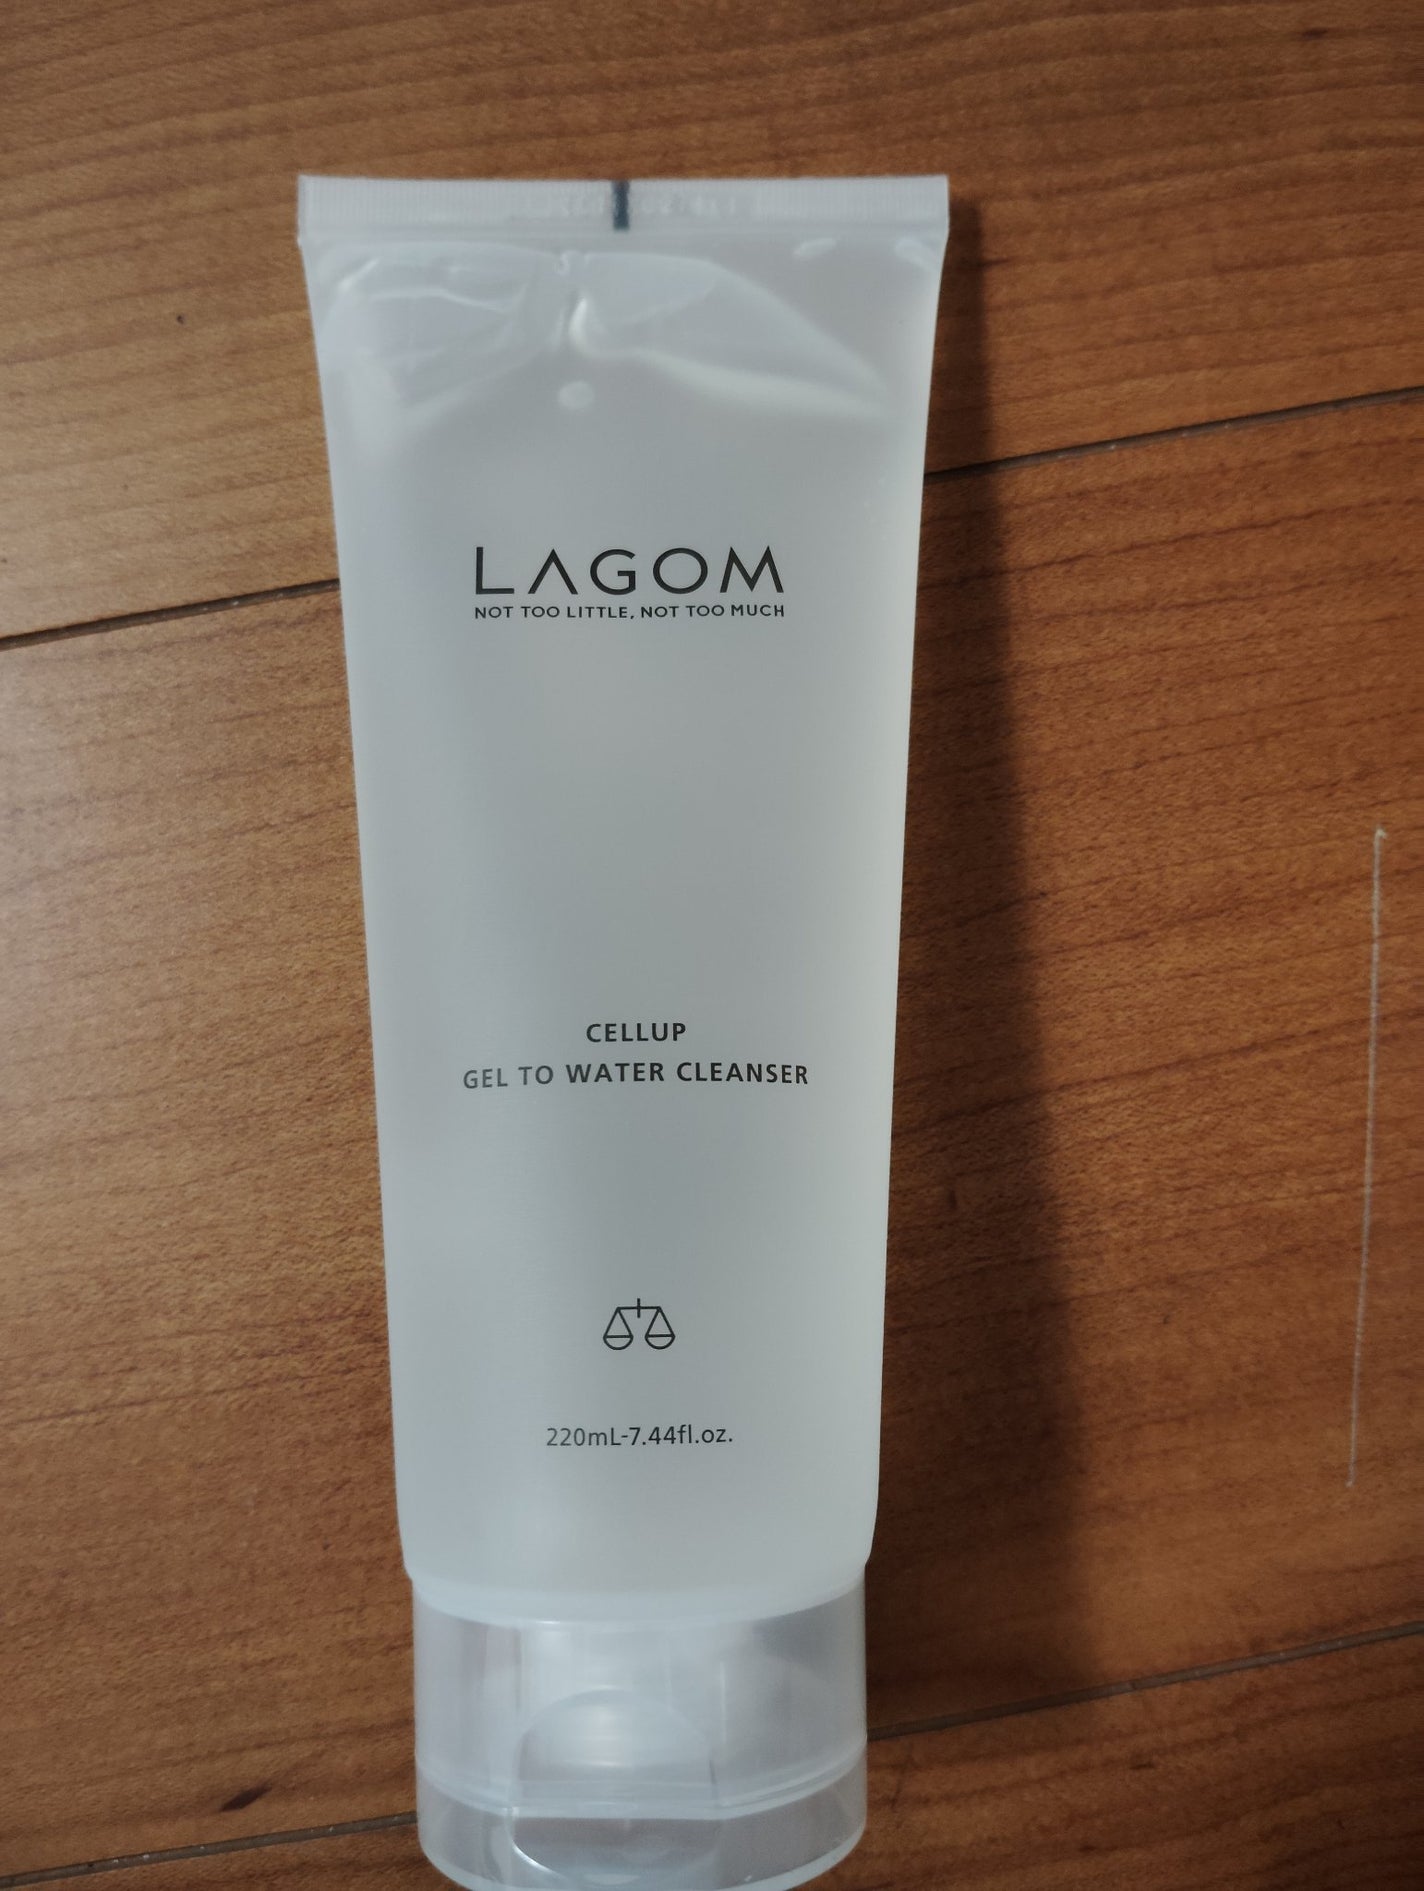 LAGOM
NOT TOO LITTLE, NOT TOO MUCH
CELLUP
GEL TO WATER CLEANSER
220mL-7.44fl.oz.